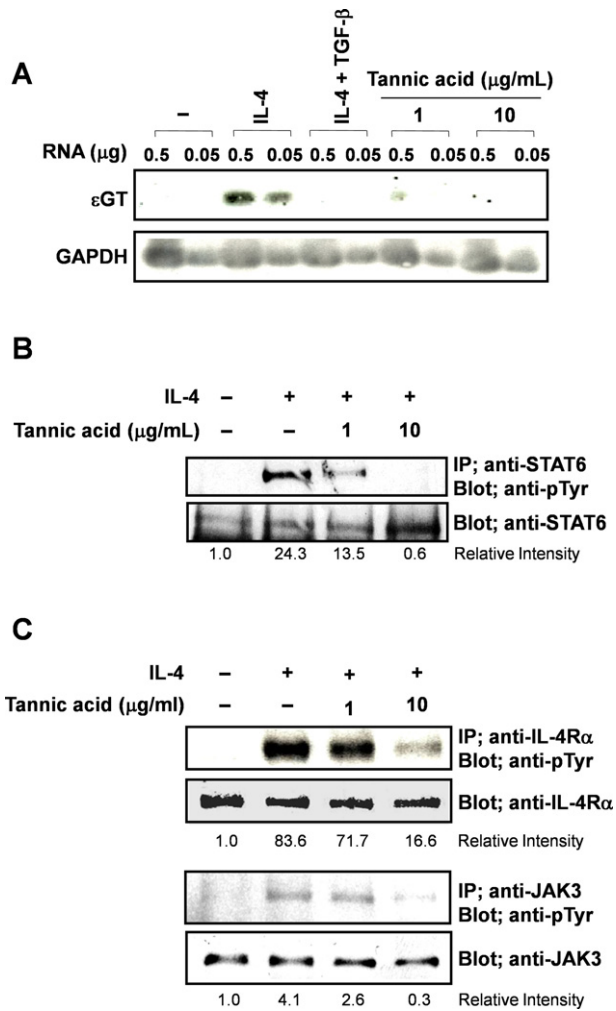 A
–
IL-4
IL-4 + TGF-β
Tannic acid (μg/mL)
1 10
RNA (μg) 0.5 0.05 0.5 0.05 0.5 0.05 0.5 0.05 0.5 0.05
εGT
GAPDH
B
IL-4 – + + +
Tannic acid (μg/mL) – – 1 10
IP; anti-STAT6
Blot; anti-pTyr
Blot; anti-STAT6
1.0 24.3 13.5 0.6 Relative Intensity
C
IL-4 – + + +
Tannic acid (μg/ml) – – 1 10
IP; anti-IL-4Rα
Blot; anti-pTyr
Blot; anti-IL-4Rα
1.0 83.6 71.7 16.6 Relative Intensity
IP; anti-JAK3
Blot; anti-pTyr
Blot; anti-JAK3
1.0 4.1 2.6 0.3 Relative Intensity